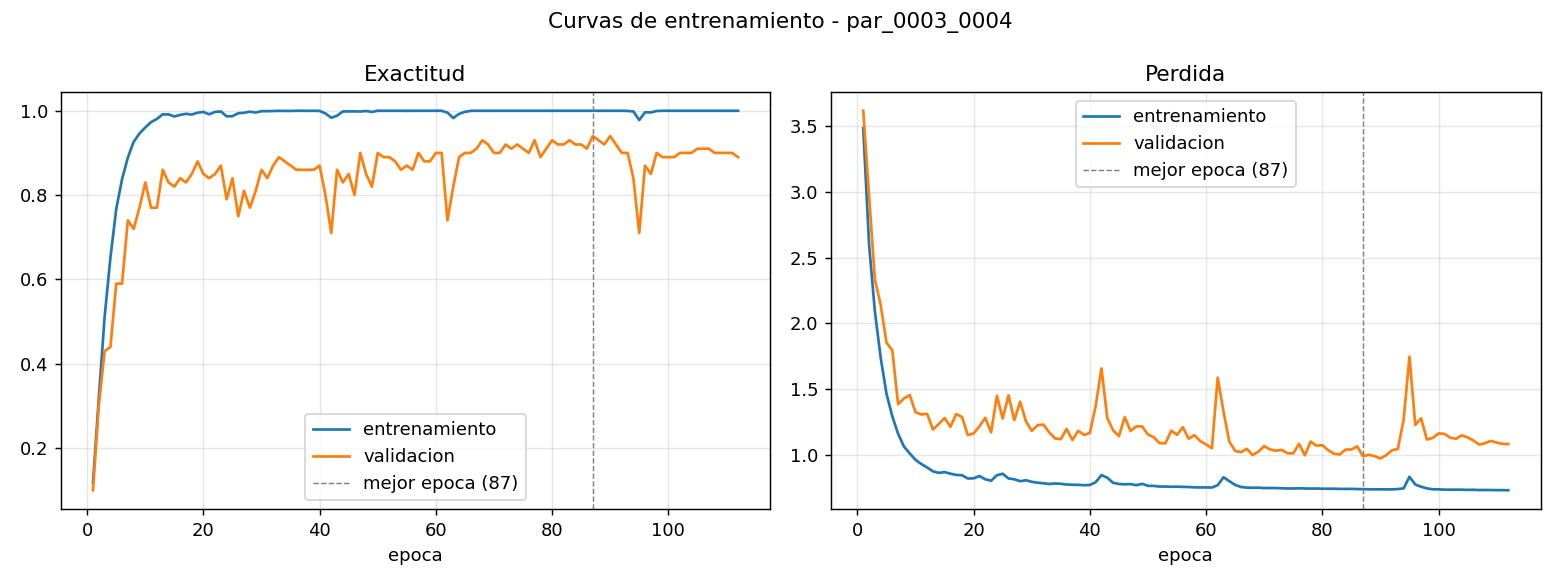 Curvas de entrenamiento - par_0003_0004
Exactitud
1.0
0.8
0.6
0.4
0.2
0
20
40
60
80
100
epoca
entrenamiento
validacion
mejor epoca (87)
Perdida
3.5
3.0
2.5
2.0
1.5
1.0
0
20
40
60
80
100
epoca
entrenamiento
validacion
mejor epoca (87)